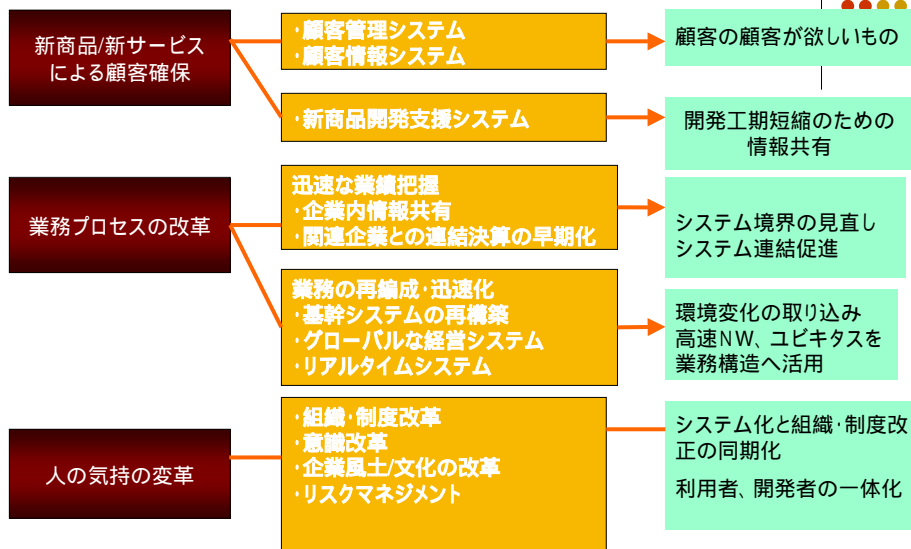 新商品/新サービス
による顧客確保
・顧客管理システム
・顧客情報システム
顧客の顧客が欲しいもの
・新商品開発支援システム
開発工期短縮のための
情報共有
業務プロセスの改革
迅速な業績把握
・企業内情報共有
・関連企業との連結決算の早期化
システム境界の見直し
システム連結促進
業務の再編成・迅速化
・基幹システムの再構築
・グローバルな経営システム
・リアルタイムシステム
環境変化の取り込み
高速NW、ユビキタスを
業務構造へ活用
人の気持の変革
・組織・制度改革
・意識改革
・企業風土/文化の改革
・リスクマネジメント
システム化と組織・制度改
正の同期化
利用者、開発者の一体化